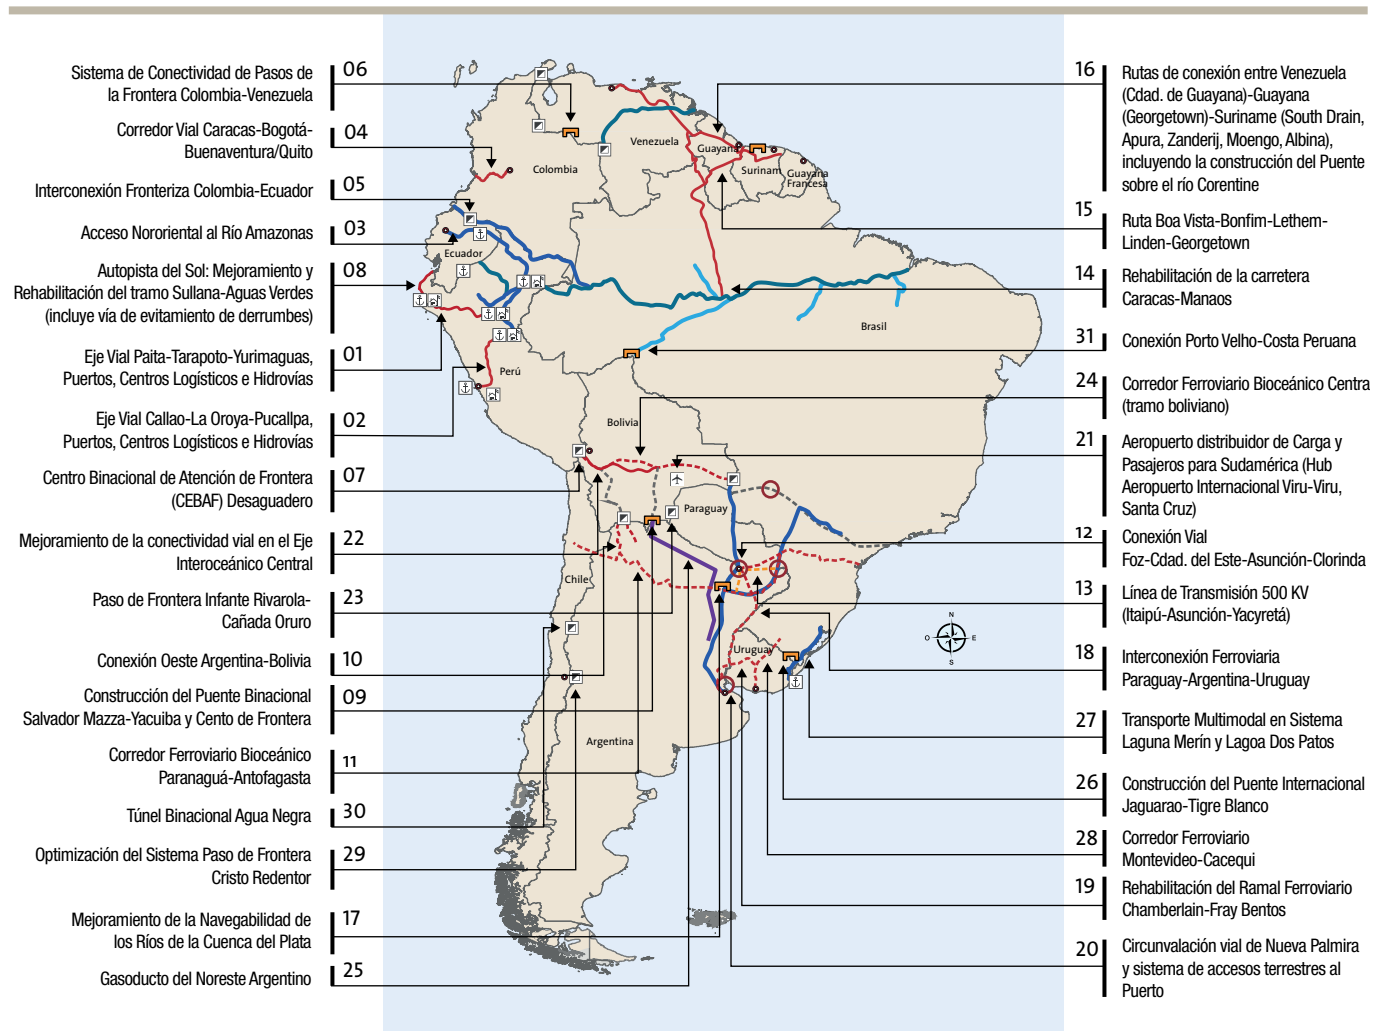 06
Sistema de Conectividad de Pasos de
la Frontera Colombia-Venezuela
04
Corredor Vial Caracas-Bogotá-
Buenaventura/Quito
05
Interconexión Fronteriza Colombia-Ecuador
03
Acceso Nororiental al Río Amazonas
08
Autopista del Sol: Mejoramiento y
Rehabilitación del tramo Sullana-Aguas Verdes
(incluye vía de evitamiento de derrumbes)
01
Eje Vial Paita-Tarapoto-Yurimaguas,
Puertos, Centros Logísticos e Hidrovías
02
Eje Vial Callao-La Oroya-Pucallpa,
Puertos, Centros Logísticos e Hidrovías
07
Centro Binacional de Atención de Frontera
(CEBAF) Desaguadero
22
Mejoramiento de la conectividad vial en el Eje
Interoceánico Central
23
Paso de Frontera Infante Rivarola-
Cañada Oruro
10
Conexión Oeste Argentina-Bolivia
09
Construcción del Puente Binacional
Salvador Mazza-Yacuiba y Cento de Frontera
11
Corredor Ferroviario Bioceánico
Paranaguá-Antofagasta
30
Túnel Binacional Agua Negra
29
Optimización del Sistema Paso de Frontera
Cristo Redentor
17
Mejoramiento de la Navegabilidad de
los Ríos de la Cuenca del Plata
25
Gasoducto del Noreste Argentino
Venezuela
Guayana
Surinam
Guayana
Francesa
Colombia
Ecuador
Perú
Brasil
Bolivia
Paraguay
Chile
Uruguay
Argentina
N
O
E
S
16
Rutas de conexión entre Venezuela
(Cdad. de Guayana)-Guayana
(Georgetown)-Suriname (South Drain,
Apura, Zanderij, Moengo, Albina),
incluyendo la construcción del Puente
sobre el río Corentine
15
Ruta Boa Vista-Bonfim-Lethem-
Linden-Georgetown
14
Rehabilitación de la carretera
Caracas-Manaos
31
Conexión Porto Velho-Costa Peruana
24
Corredor Ferroviario Bioceánico Centra
(tramo boliviano)
21
Aeropuerto distribuidor de Carga y
Pasajeros para Sudamérica (Hub
Aeropuerto Internacional Viru-Viru,
Santa Cruz)
12
Conexión Vial
Foz-Cdad. del Este-Asunción-Clorinda
13
Línea de Transmisión 500 KV
(Itaipú-Asunción-Yacyretá)
18
Interconexión Ferroviaria
Paraguay-Argentina-Uruguay
27
Transporte Multimodal en Sistema
Laguna Merín y Lagoa Dos Patos
26
Construcción del Puente Internacional
Jaguarao-Tigre Blanco
28
Corredor Ferroviario
Montevideo-Cacequi
19
Rehabilitación del Ramal Ferroviario
Chamberlain-Fray Bentos
20
Circunvalación vial de Nueva Palmira
y sistema de accesos terrestres al
Puerto